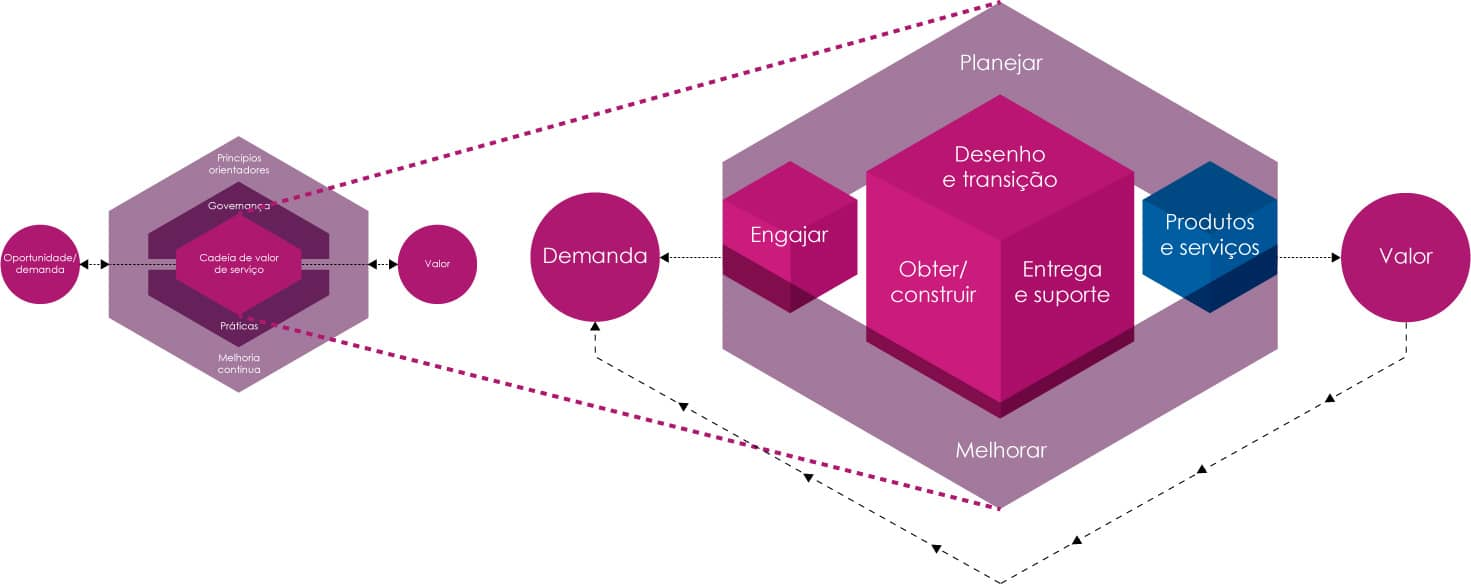 Princípios
orientadores
Governança
Oportunidade/
demanda
Cadeia de valor
de serviço
Valor
Práticas
Melhoria
contínua
Planejar
Desenho
e transição
Demanda
Engajar
Obter/
construir
Entrega
e suporte
Produtos
e serviços
Valor
Melhorar